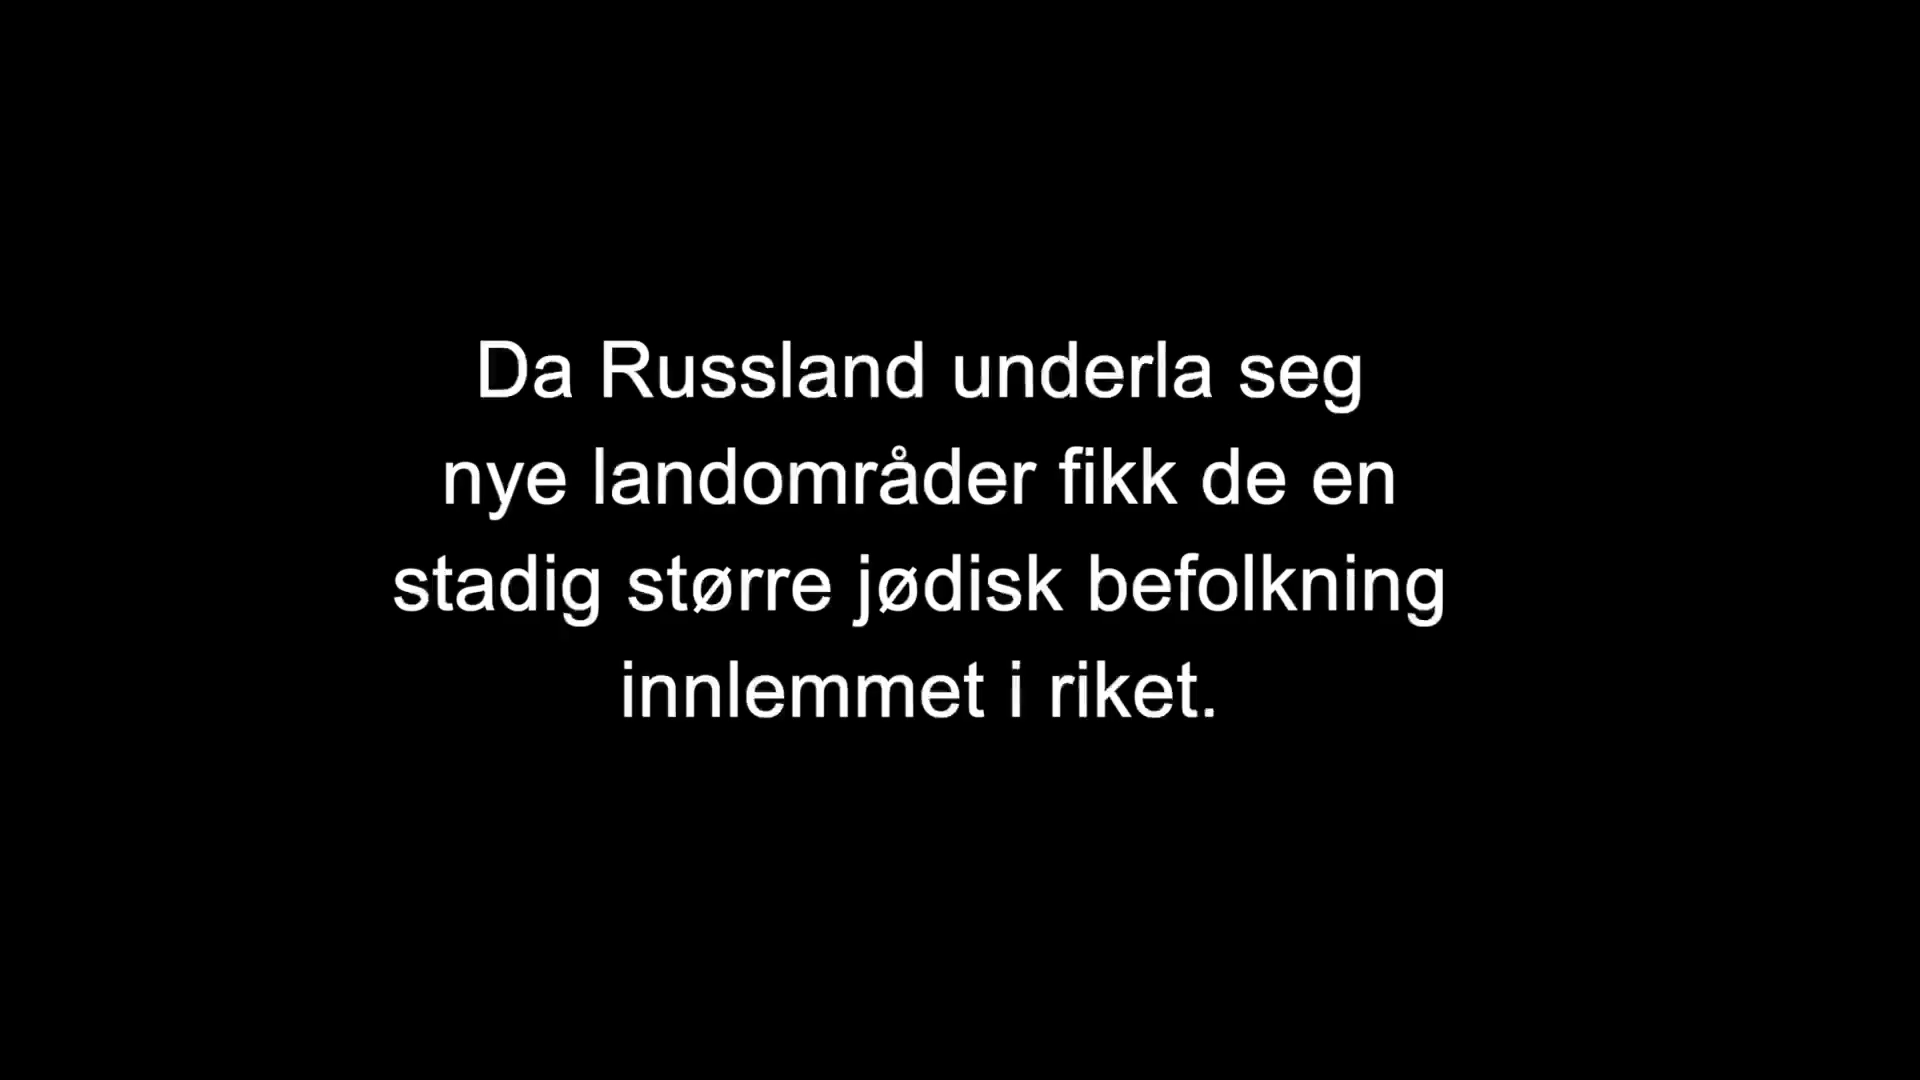 Da Russland underla seg
nye landområder fikk de en
stadig større jødisk befolkning
innlemmet i riket.